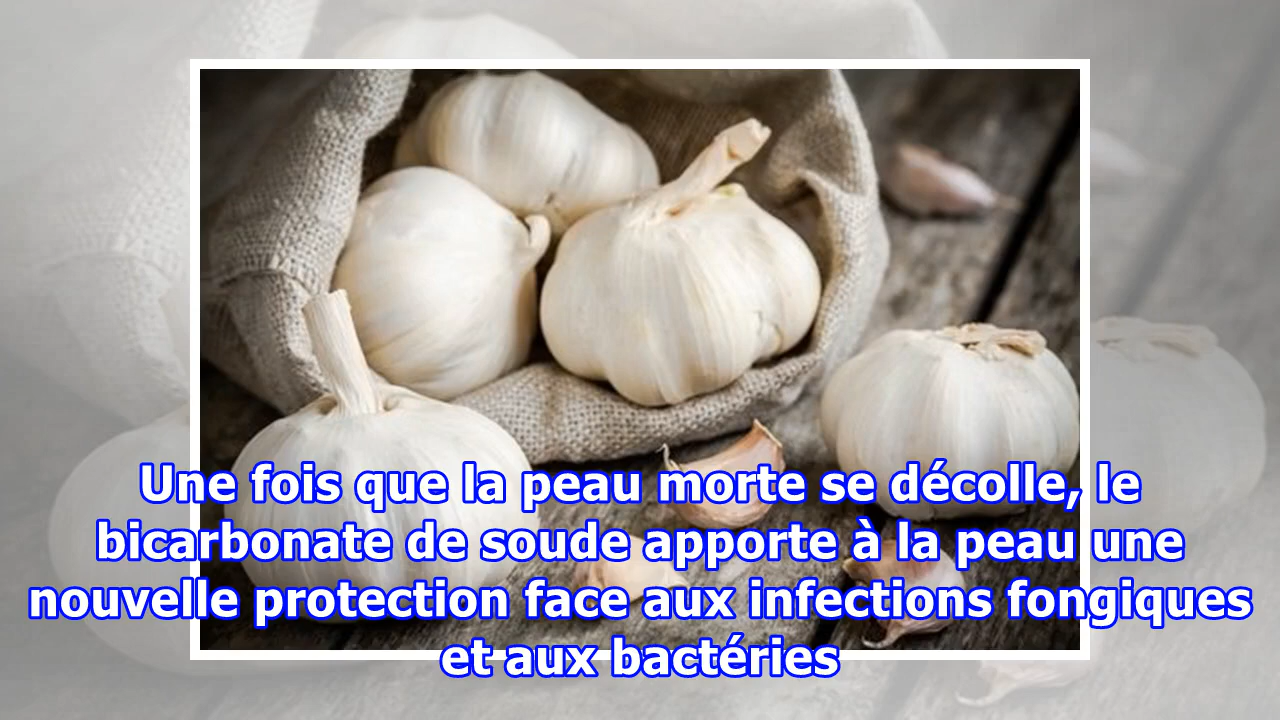 Une fois que la peau morte se décolle, le
bicarbonate de soude apporte à la peau une
nouvelle protection face aux infections fongiques
et aux bactéries